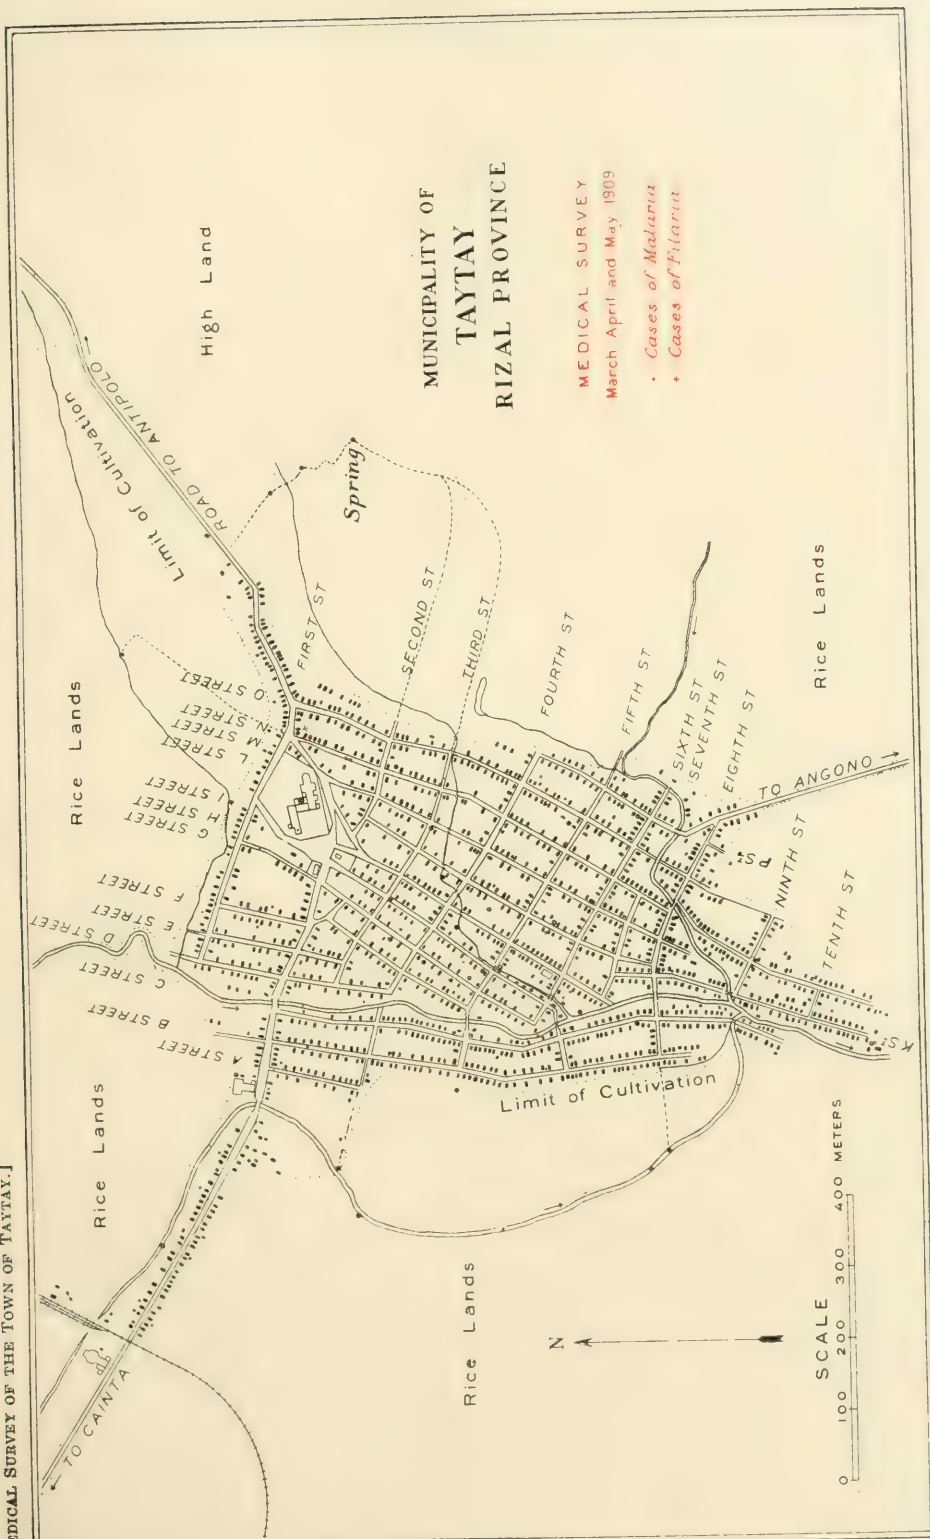 EDICAL SURVEY OF THE TOWN OF TAYTAY.]
MUNICIPALITY OF
TAYTAY
RIZAL PROVINCE
MEDICAL SURVEY
March April and May 1909
• Cases of Malaria
+ Cases of Filaria
High Land
ROAD TO ANTIPOLO
Limit of Cultivation
Spring
Rice Lands
FIRST ST
SECOND ST
THIRD ST
FOURTH ST
FIFTH ST
SIXTH ST
SEVENTH ST
EIGHTH ST
NINTH ST
TENTH ST
TO ANGONO
Rice Lands
P St.
K St.
O STREET
N STREET
M STREET
L STREET
I STREET
H STREET
G STREET
F STREET
E STREET
D STREET
C STREET
B STREET
A STREET
Rice Lands
Limit of Cultivation
Rice Lands
TO CAINTA
N
SCALE
0 100 200 300 400 METERS